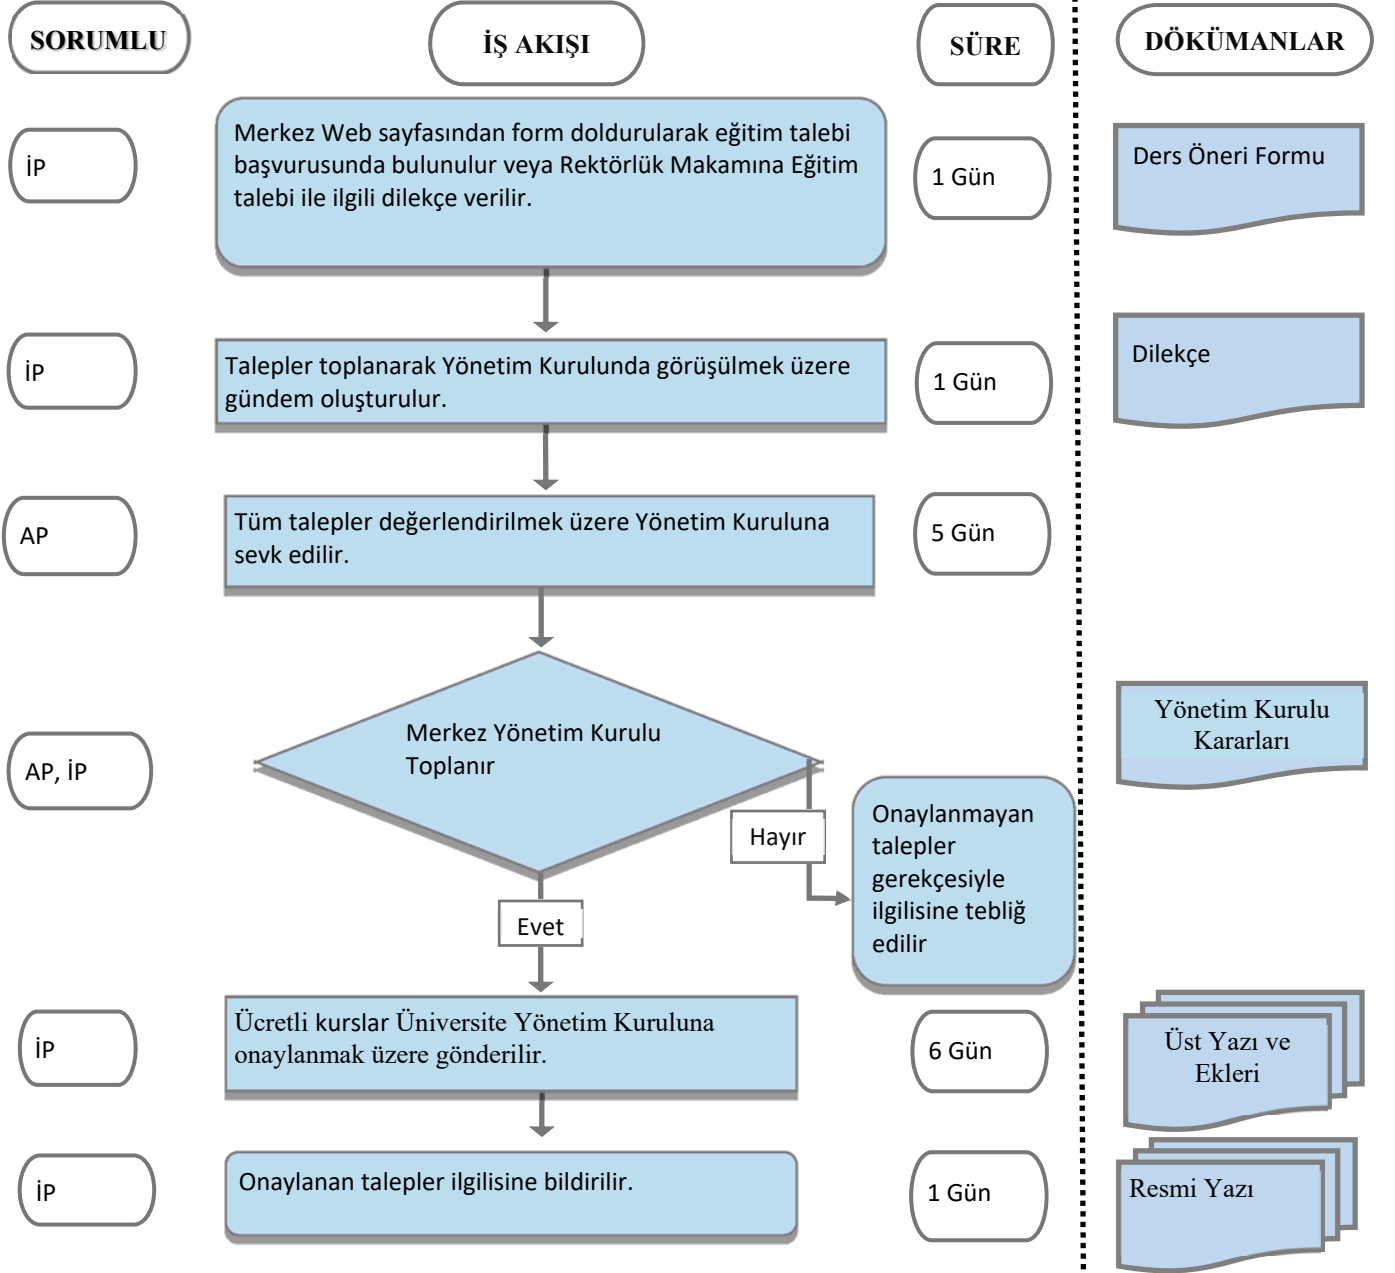 SORUMLU
İŞ AKIŞI
SÜRE
DÖKÜMANLAR
İP
Merkez Web sayfasından form doldurularak eğitim talebi
başvurusunda bulunulur veya Rektörlük Makamına Eğitim
talebi ile ilgili dilekçe verilir.
1 Gün
Ders Öneri Formu
İP
Talepler toplanarak Yönetim Kurulunda görüşülmek üzere
gündem oluşturulur.
1 Gün
Dilekçe
AP
Tüm talepler değerlendirilmek üzere Yönetim Kuruluna
sevk edilir.
5 Gün
AP, İP
Merkez Yönetim Kurulu
Toplanır
Yönetim Kurulu
Kararları
Hayır
Onaylanmayan
talepler
gerekçesiyle
ilgilisine tebliğ
edilir
Evet
İP
Ücretli kurslar Üniversite Yönetim Kuruluna
onaylanmak üzere gönderilir.
6 Gün
Üst Yazı ve
Ekleri
İP
Onaylanan talepler ilgilisine bildirilir.
1 Gün
Resmi Yazı